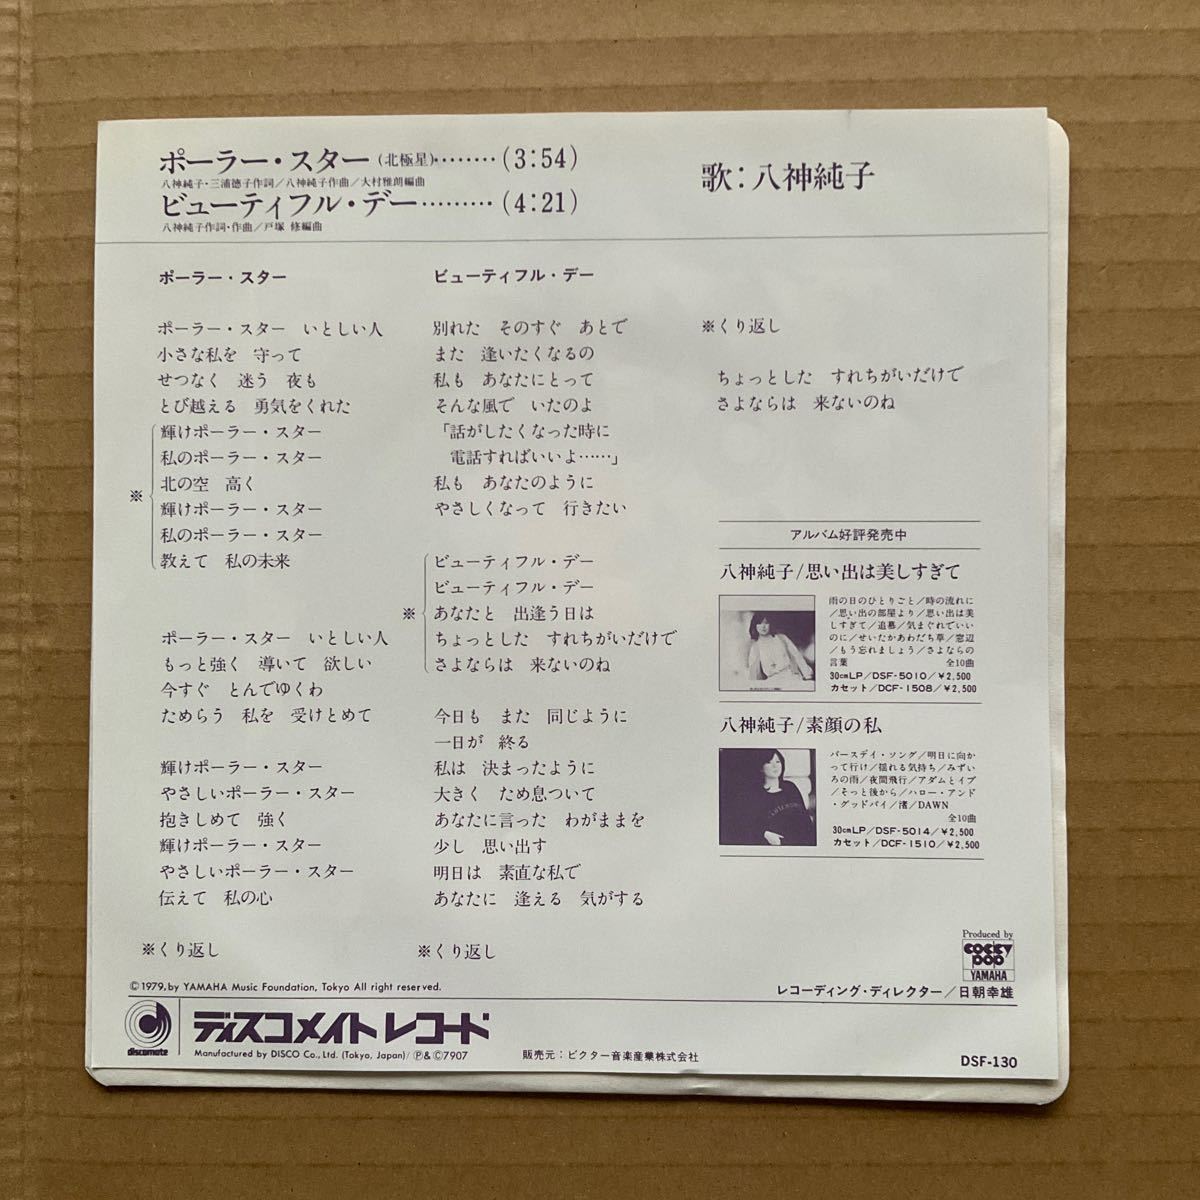 ポーラー・スター(北極星)‥‥‥‥(3:54)
八神純子・三浦徳子作詞／八神純子作曲／大村雅朗編曲
ビューティフル・デー‥‥‥‥‥(4:21)
八神純子作詞・作曲／戸塚 修編曲
歌：八神純子
ポーラー・スター
ポーラー・スター　いとしい人
小さな私を　守って
せつなく　迷う　夜も
とび越える　勇気をくれた
輝けポーラー・スター
私のポーラー・スター
※ 北の空　高く
輝けポーラー・スター
私のポーラー・スター
教えて　私の未来
ポーラー・スター　いとしい人
もっと強く　導いて　欲しい
今すぐ　とんでゆくわ
ためらう　私を　受けとめて
輝けポーラー・スター
やさしいポーラー・スター
抱きしめて　強く
輝けポーラー・スター
やさしいポーラー・スター
伝えて　私の心
※くり返し
ビューティフル・デー
別れた　そのすぐ　あとで
また　逢いたくなるの
私も　あなたにとって
そんな風で　いたのよ
「話がしたくなった時に
電話すればいいよ……」
私も　あなたのように
やさしくなって　行きたい
ビューティフル・デー
ビューティフル・デー
※ あなたと　出逢う日は
ちょっとした　すれちがいだけで
さよならは　来ないのね
今日も　また　同じように
一日が　終る
私は　決まったように
大きく　ため息ついて
あなたに言った　わがままを
少し　思い出す
明日は　素直な私で
あなたに　逢える　気がする
※くり返し
※くり返し
ちょっとした　すれちがいだけで
さよならは　来ないのね
アルバム好評発売中
八神純子/思い出は美しすぎて
雨の日のひとりごと／時の流れに
／思い出の部屋より／思い出は美
しすぎて／追慕／気まぐれでいい
のに／せいたかあわだち草／窓辺
／もう忘れましょう／さよならの
言葉　全10曲
30cmLP／DSF-5010／¥2,500
カセット／DCF-1508／¥2,500
八神純子/素顔の私
バースデイ・ソング／明日に向か
って行け／揺れる気持ち／みずい
ろの雨／夜間飛行／アダムとイブ
／そっと後から／ハロー・アンド
・グッドバイ／渚／DAWN
全10曲
30cmLP／DSF-5014／¥2,500
カセット／DCF-1510／¥2,500
Produced by
COCKY
POP
YAMAHA
レコーディング・ディレクター／日朝幸雄
©1979, by YAMAHA Music Foundation, Tokyo All right reserved.
discomate
ディスコメイトレコード
Manufactured by DISCO Co., Ltd. (Tokyo, Japan)／Ⓟ&©7907
販売元：ビクター音楽産業株式会社
DSF-130